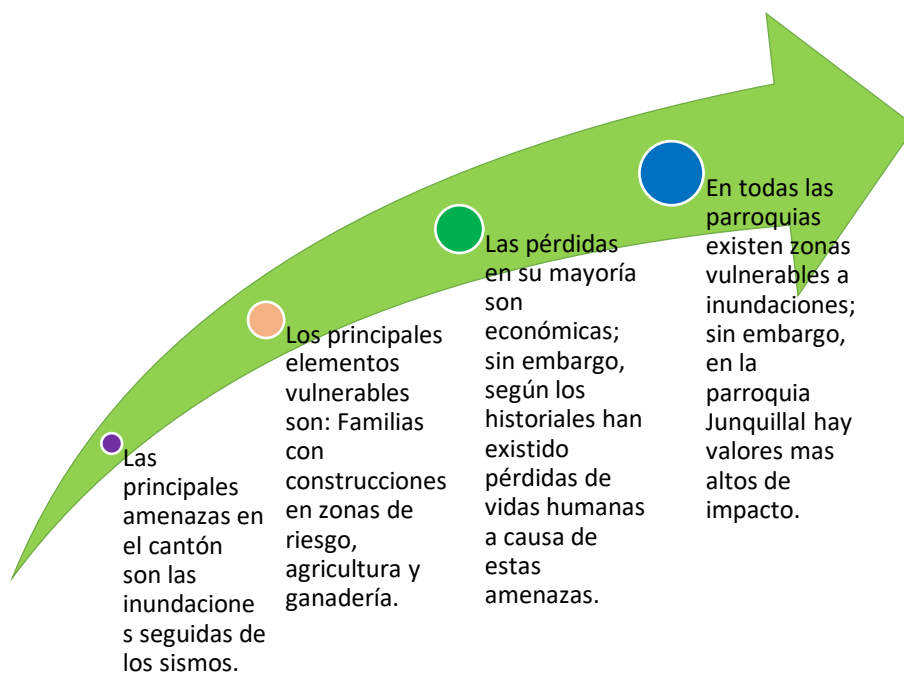 Las
principales
amenazas en
el cantón
son las
inundacione
s seguidas de
los sismos.
Los principales
elementos
vulnerables
son: Familias
con
construcciones
en zonas de
riesgo,
agricultura y
ganadería.
Las pérdidas
en su mayoría
son
económicas;
sin embargo,
según los
historiales han
existido
pérdidas de
vidas humanas
a causa de
estas
amenazas.
En todas las
parroquias
existen zonas
vulnerables a
inundaciones;
sin embargo,
en la
parroquia
Junquillal hay
valores mas
altos de
impacto.